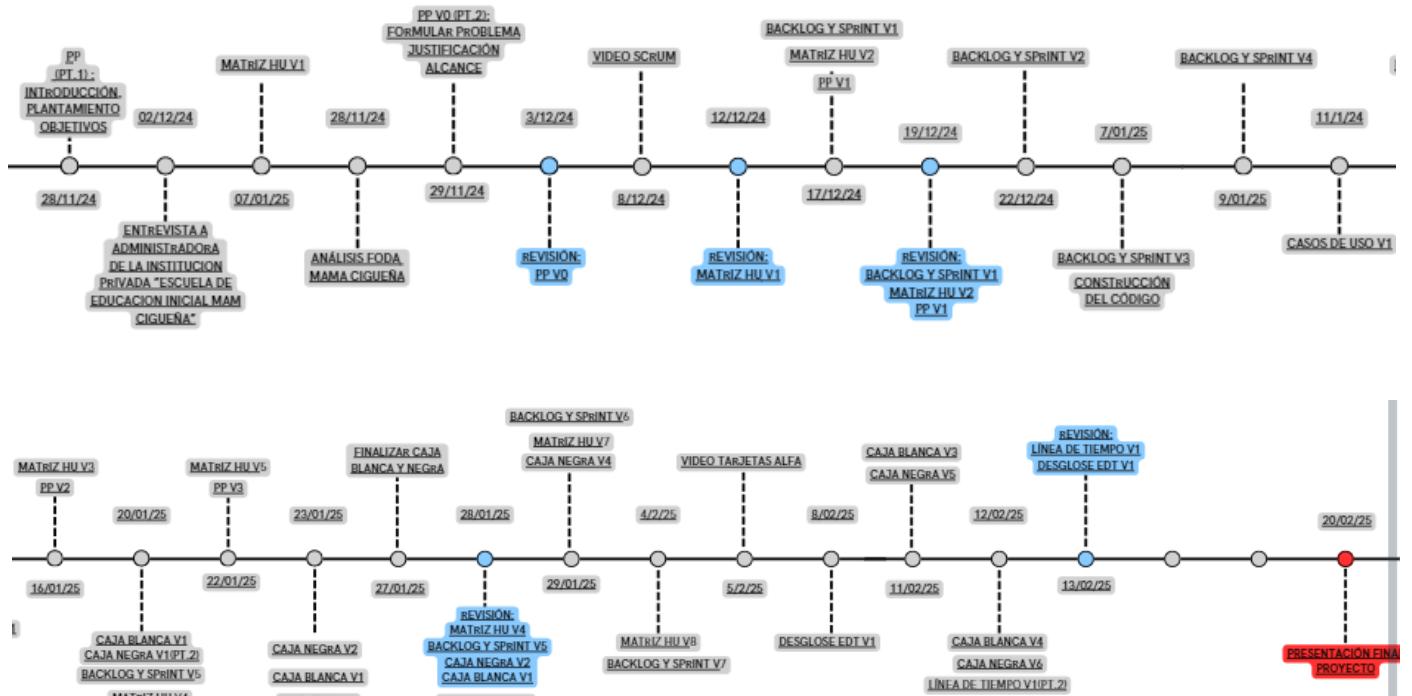 PP
(PT.1) :
INTRODUCCIÓN,
PLANTAMIENTO
OBJETIVOS
28/11/24
02/12/24
ENTREVISTA A
ADMINISTRADORA
DE LA INSTITUCION
PRIVADA "ESCUELA DE
EDUCACION INICIAL MAM
CIGUEÑA"
MATRIZ HU V1
07/01/25
28/11/24
ANÁLISIS FODA
MAMA CIGUEÑA
PP V0 (PT.2):
FORMULAR PROBLEMA
JUSTIFICACIÓN
ALCANCE
29/11/24
3/12/24
REVISIÓN:
PP V0
VIDEO SCRUM
8/12/24
12/12/24
REVISIÓN:
MATRIZ HU V1
BACKLOG Y SPRINT V1
MATRIZ HU V2
PP V1
17/12/24
19/12/24
REVISIÓN:
BACKLOG Y SPRINT V1
MATRIZ HU V2
PP V1
BACKLOG Y SPRINT V2
22/12/24
7/01/25
BACKLOG Y SPRINT V3
CONSTRUCCIÓN
DEL CÓDIGO
BACKLOG Y SPRINT V4
9/01/25
11/1/24
CASOS DE USO V1
MATRIZ HU V3
PP V2
16/01/25
20/01/25
CAJA BLANCA V1
CAJA NEGRA V1(PT.2)
BACKLOG Y SPRINT V5
MATRIZ HU V4
MATRIZ HU V5
PP V3
22/01/25
23/01/25
CAJA NEGRA V2
CAJA BLANCA V1
FINALIZAR CAJA
BLANCA Y NEGRA
27/01/25
28/01/25
REVISIÓN:
MATRIZ HU V4
BACKLOG Y SPRINT V5
CAJA NEGRA V2
CAJA BLANCA V1
BACKLOG Y SPRINT V6
MATRIZ HU V7
CAJA NEGRA V4
29/01/25
4/2/25
MATRIZ HU V8
BACKLOG Y SPRINT V7
VIDEO TARJETAS ALFA
5/2/25
8/02/25
DESGLOSE EDT V1
CAJA BLANCA V3
CAJA NEGRA V5
11/02/25
12/02/25
CAJA BLANCA V4
CAJA NEGRA V6
LÍNEA DE TIEMPO V1(PT.2)
REVISIÓN:
LÍNEA DE TIEMPO V1
DESGLOSE EDT V1
13/02/25
20/02/25
PRESENTACIÓN FINA
PROYECTO